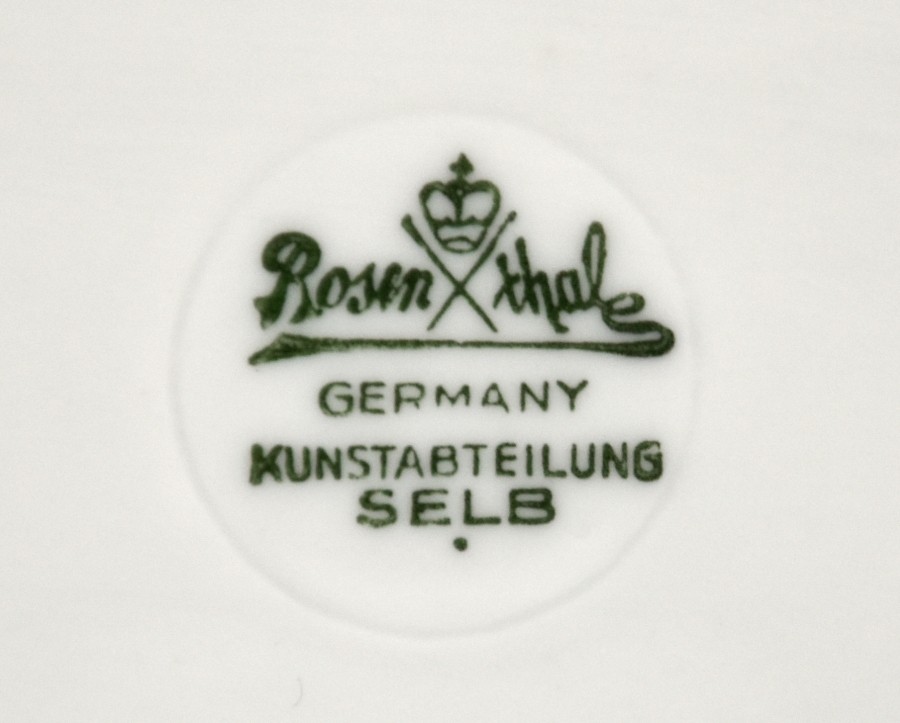 Rosenthal
GERMANY
KUNSTABTEILUNG
SELB